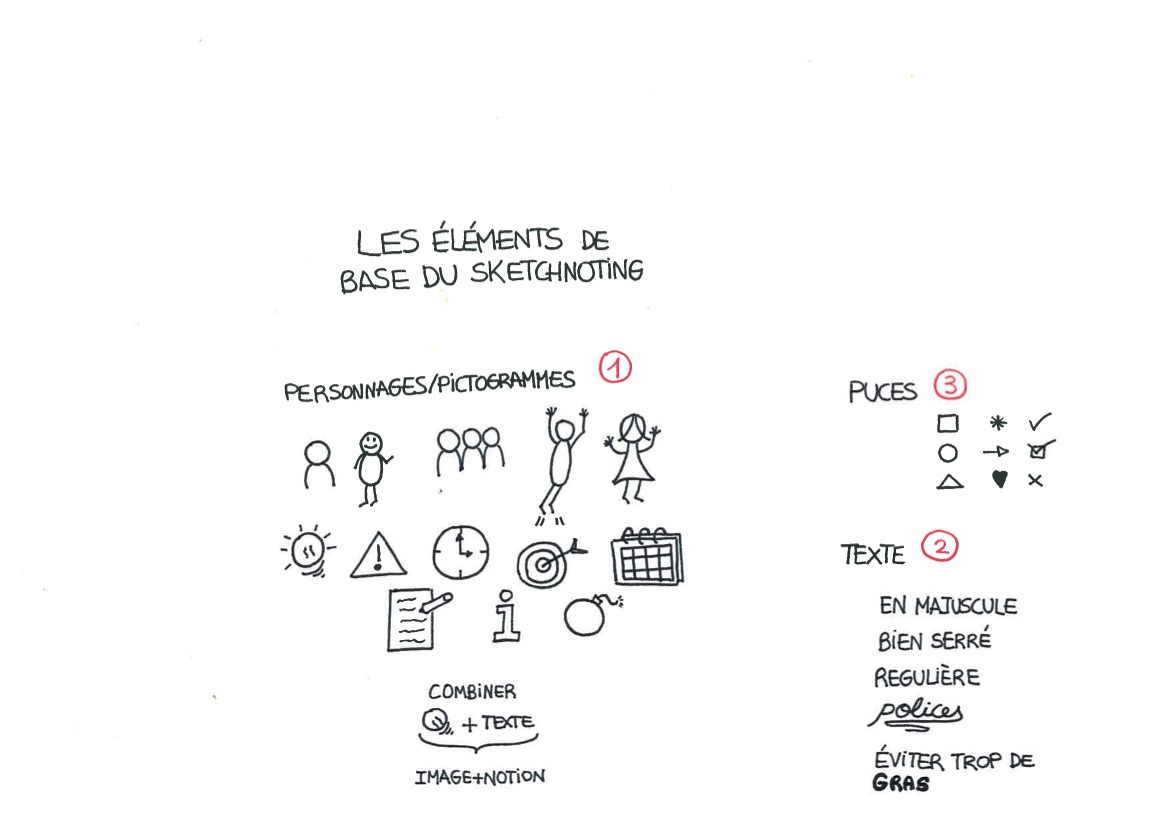 LES ÉLÉMENTS DE
BASE DU SKETCHNOTING
PERSONNAGES/PICTOGRAMMES 1
COMBINER
+ TEXTE
IMAGE+NOTION
PUCES 3
TEXTE 2
EN MAJUSCULE
BIEN SERRÉ
REGULIÈRE
polices
ÉVITER TROP DE
GRAS